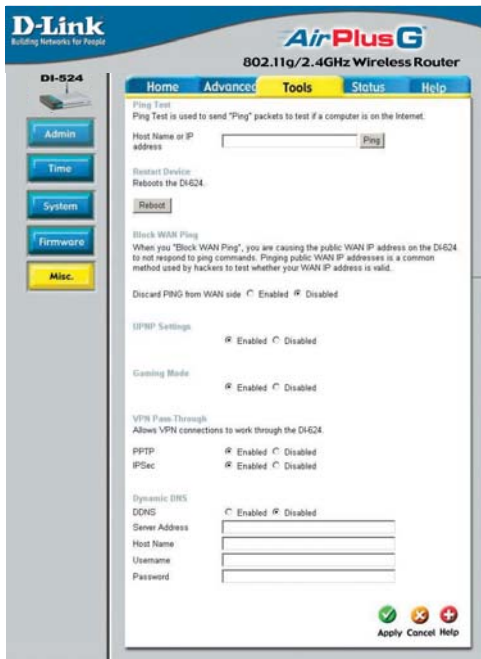 D-Link
Building Networks for People
AirPlus G
802.11g/2.4GHz Wireless Router
DI-524
Home Advanced Tools Status Help
Admin
Time
System
Firmware
Misc.
Ping Test
Ping Test is used to send "Ping" packets to test if a computer is on the Internet.
Host Name or IP address
Ping
Restart Device
Reboots the DI-624.
Reboot
Block WAN Ping
When you "Block WAN Ping", you are causing the public WAN IP address on the DI-624
to not respond to ping commands. Pinging public WAN IP addresses is a common
method used by hackers to test whether your WAN IP address is valid.
Discard PING from WAN side Enabled Disabled
UPNP Settings
Enabled Disabled
Gaming Mode
Enabled Disabled
VPN Pass-Through
Allows VPN connections to work through the DI-624.
PPTP Enabled Disabled
IPSec Enabled Disabled
Dynamic DNS
DDNS Enabled Disabled
Server Address
Host Name
Username
Password
Apply Cancel Help